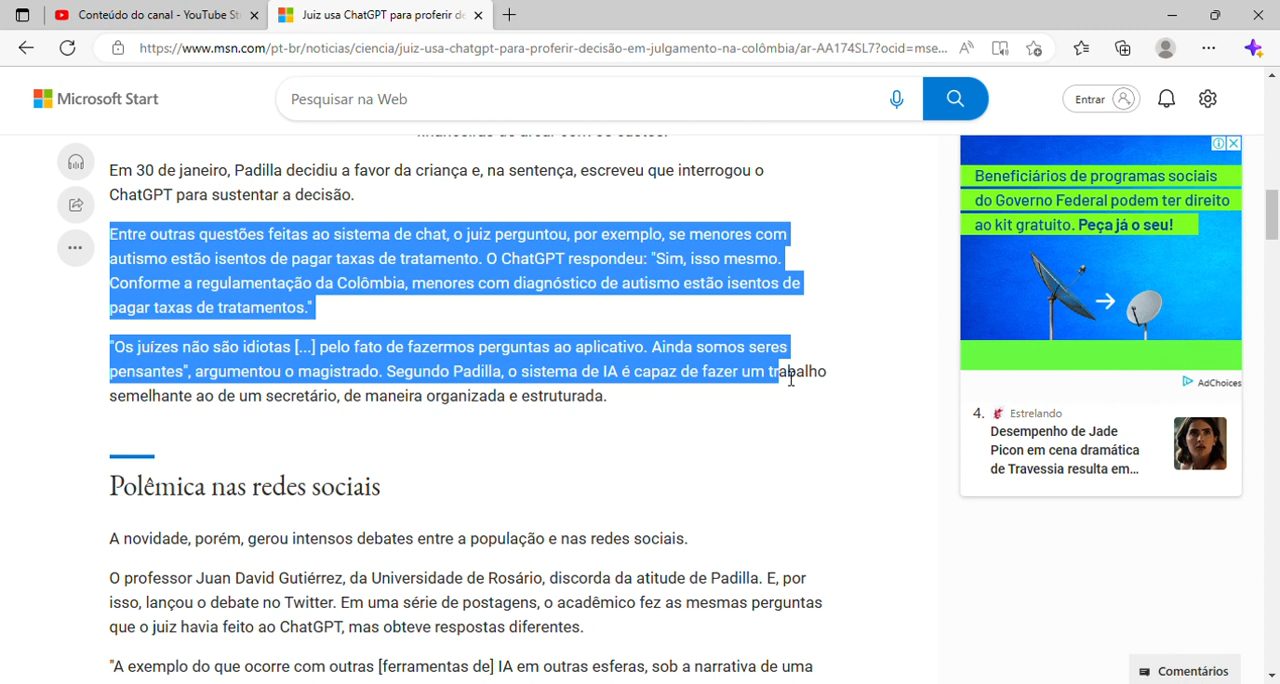 Conteúdo do canal - YouTube St
Juiz usa ChatGPT para proferir de
https://www.msn.com/pt-br/noticias/ciencia/juiz-usa-chatgpt-para-proferir-decisão-em-julgamento-na-colômbia/ar-AA174SL7?ocid=mse...
Microsoft Start
Pesquisar na Web
Entrar
Em 30 de janeiro, Padilla decidiu a favor da criança e, na sentença, escreveu que interrogou o
ChatGPT para sustentar a decisão.
Entre outras questões feitas ao sistema de chat, o juiz perguntou, por exemplo, se menores com
autismo estão isentos de pagar taxas de tratamento. O ChatGPT respondeu: "Sim, isso mesmo.
Conforme a regulamentação da Colômbia, menores com diagnóstico de autismo estão isentos de
pagar taxas de tratamentos."
"Os juízes não são idiotas [...] pelo fato de fazermos perguntas ao aplicativo. Ainda somos seres
pensantes", argumentou o magistrado. Segundo Padilla, o sistema de IA é capaz de fazer um trabalho
semelhante ao de um secretário, de maneira organizada e estruturada.
Polêmica nas redes sociais
A novidade, porém, gerou intensos debates entre a população e nas redes sociais.
O professor Juan David Gutiérrez, da Universidade de Rosário, discorda da atitude de Padilla. E, por
isso, lançou o debate no Twitter. Em uma série de postagens, o acadêmico fez as mesmas perguntas
que o juiz havia feito ao ChatGPT, mas obteve respostas diferentes.
"A exemplo do que ocorre com outras [ferramentas de] IA em outras esferas, sob a narrativa de uma
Beneficiários de programas sociais
do Governo Federal podem ter direito
ao kit gratuito. Peça já o seu!
AdChoices
4. Estrelando
Desempenho de Jade
Picon em cena dramática
de Travessia resulta em...
Comentários